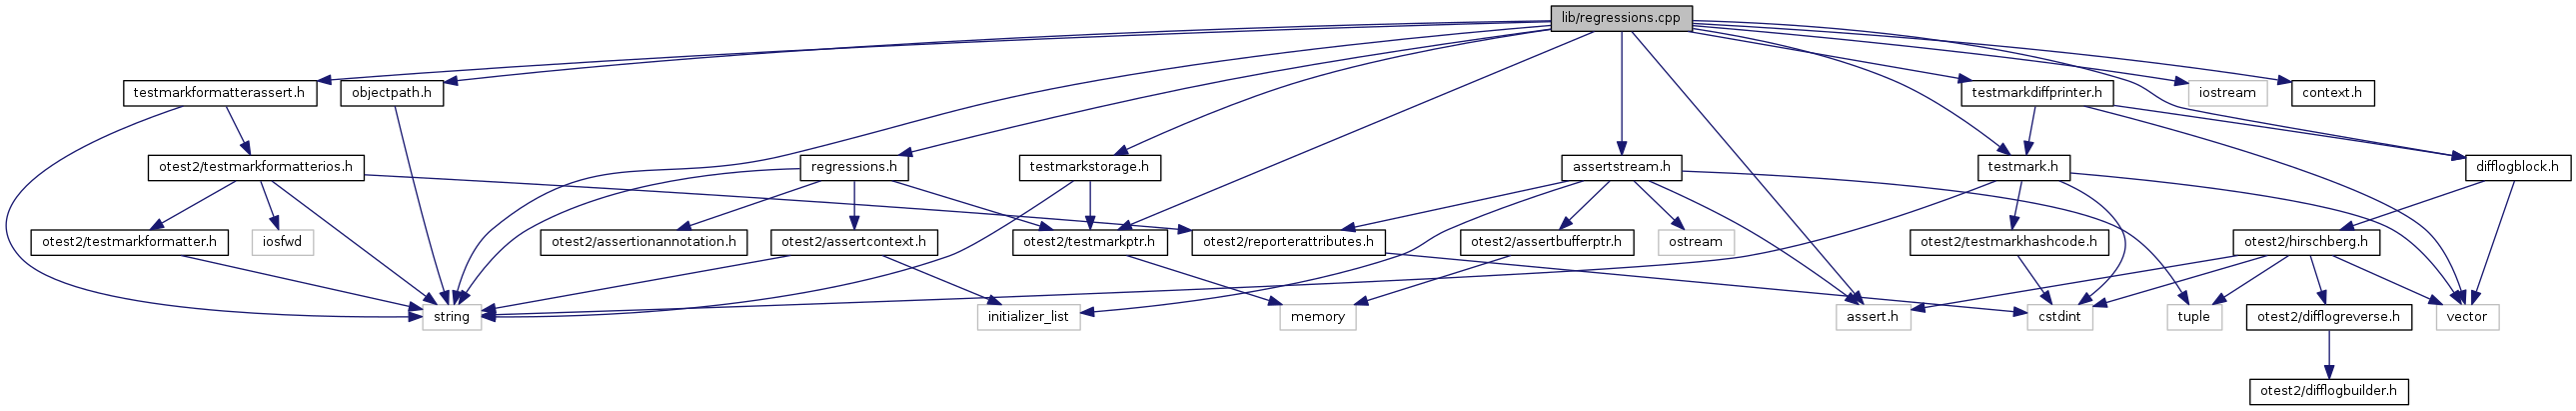 lib/regressions.cpp
testmarkformatterassert.h
objectpath.h
testmarkdiffprinter.h
iostream
context.h
otest2/testmarkformatterios.h
regressions.h
testmarkstorage.h
assertstream.h
testmark.h
difflogblock.h
otest2/testmarkformatter.h
iosfwd
otest2/assertionannotation.h
otest2/assertcontext.h
otest2/testmarkptr.h
otest2/reporterattributes.h
otest2/assertbufferptr.h
ostream
otest2/testmarkhashcode.h
otest2/hirschberg.h
string
initializer_list
memory
assert.h
cstdint
tuple
otest2/difflogreverse.h
vector
otest2/difflogbuilder.h